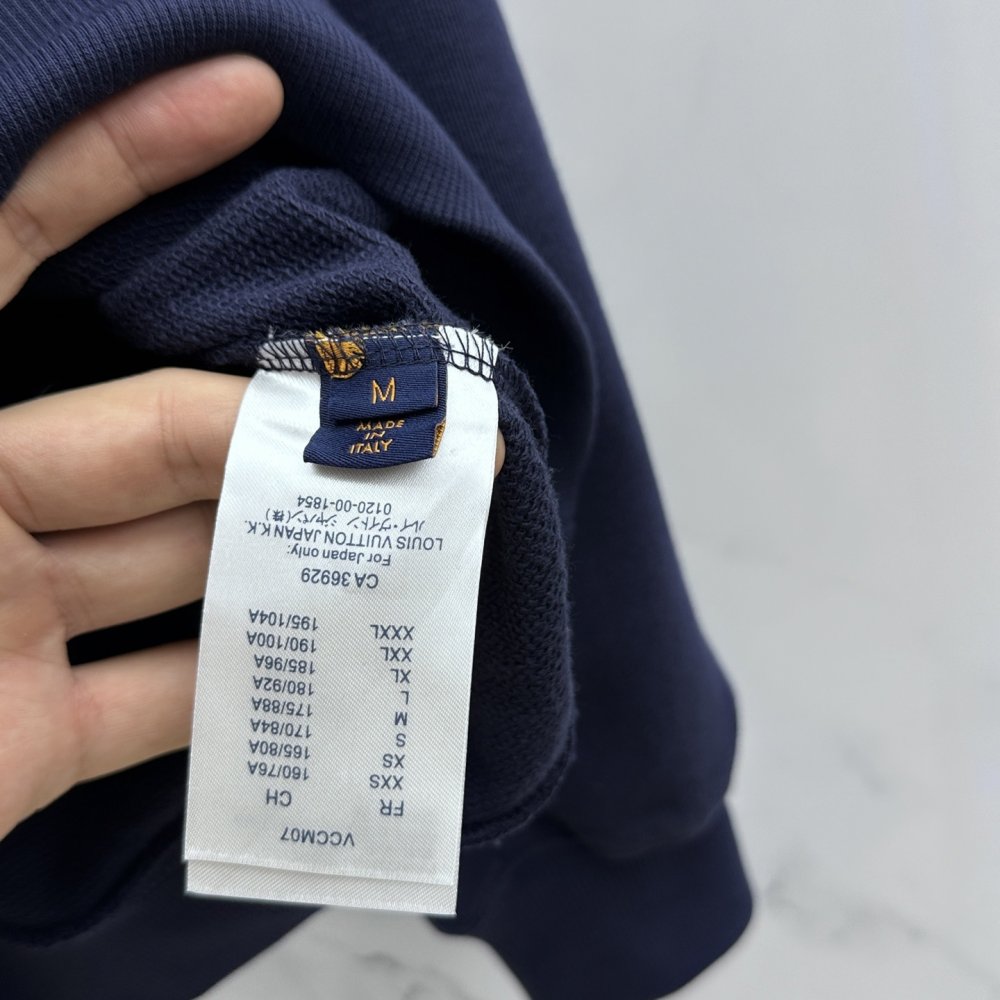 M
MADE
IN
ITALY
VCCM07
FR CH
XXS 160/76A
XS 165/80A
S 170/84A
M 175/88A
L 180/92A
XL 185/96A
XXL 190/100A
XXXL 195/104A
CA 36929
For Japan only:
LOUIS VUITTON JAPAN K.K.
ルイ・ヴィトン ジャパン(株)
0120-00-1854